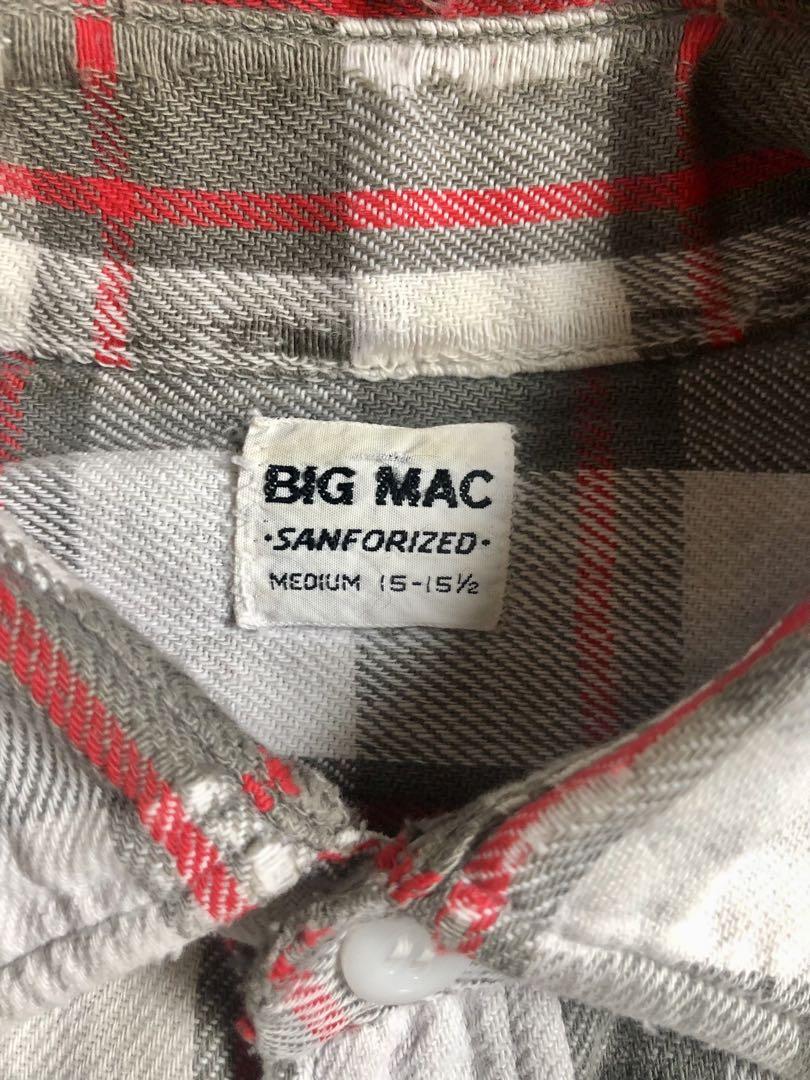 BIG MAC
·SANFORIZED·
MEDIUM 15-15½